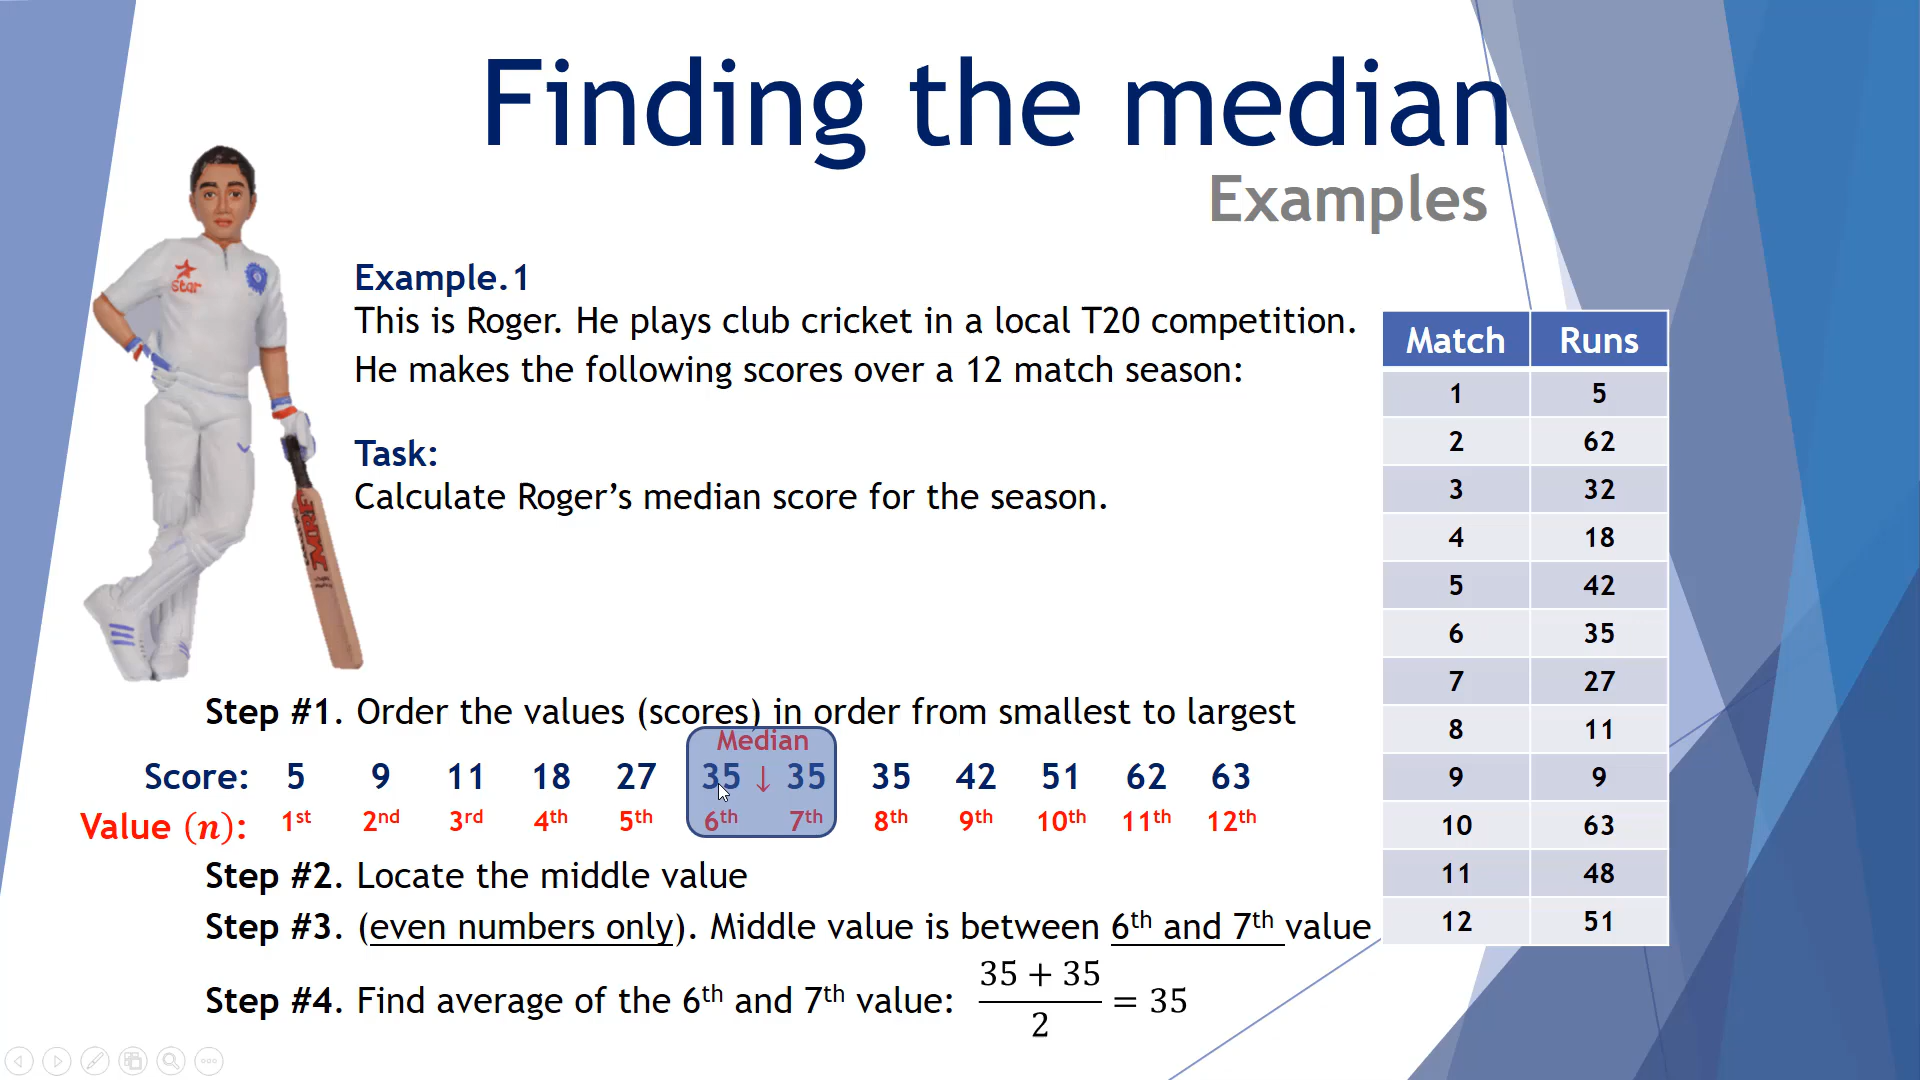 Finding the median
Examples
Example.1
This is Roger. He plays club cricket in a local T20 competition.
He makes the following scores over a 12 match season:
Task:
Calculate Roger's median score for the season.
star
Match Runs
1 5
2 62
3 32
4 18
5 42
6 35
7 27
8 11
9 9
10 63
11 48
12 51
Step #1. Order the values (scores) in order from smallest to largest
Median
Score: 5 9 11 18 27 35 ↓ 35 35 42 51 62 63
Value (n): 1st 2nd 3rd 4th 5th 6th 7th 8th 9th 10th 11th 12th
Step #2. Locate the middle value
Step #3. (even numbers only). Middle value is between 6th and 7th value
Step #4. Find average of the 6th and 7th value: (35 + 35)/2 = 35